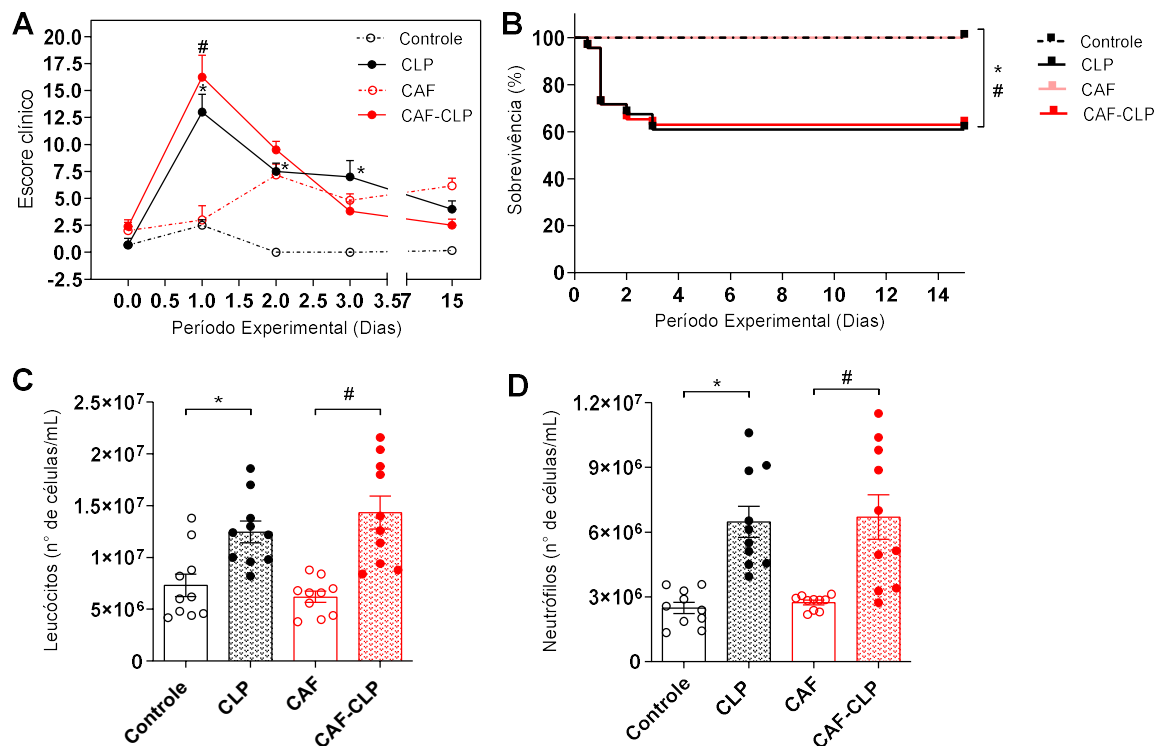 A
Escore clínico
20.0
17.5
15.0
12.5
10.0
7.5
5.0
2.5
0.0
-2.5
#
*
*
*
0.0 0.5 1.0 1.5 2.0 2.5 3.0 3.5 7 15
Período Experimental (Dias)
Controle
CLP
CAF
CAF-CLP
B
Sobrevivência (%)
100
80
60
40
20
0
0 2 4 6 8 10 12 14
Período Experimental (Dias)
*
#
Controle
CLP
CAF
CAF-CLP
C
Leucócitos (n° de células/mL)
2.5×10⁷
2×10⁷
1.5×10⁷
1×10⁷
5×10⁶
0
* #
Controle CLP CAF CAF-CLP
D
Neutrófilos (n° de células/mL)
1.2×10⁷
9×10⁶
6×10⁶
3×10⁶
0
* #
Controle CLP CAF CAF-CLP